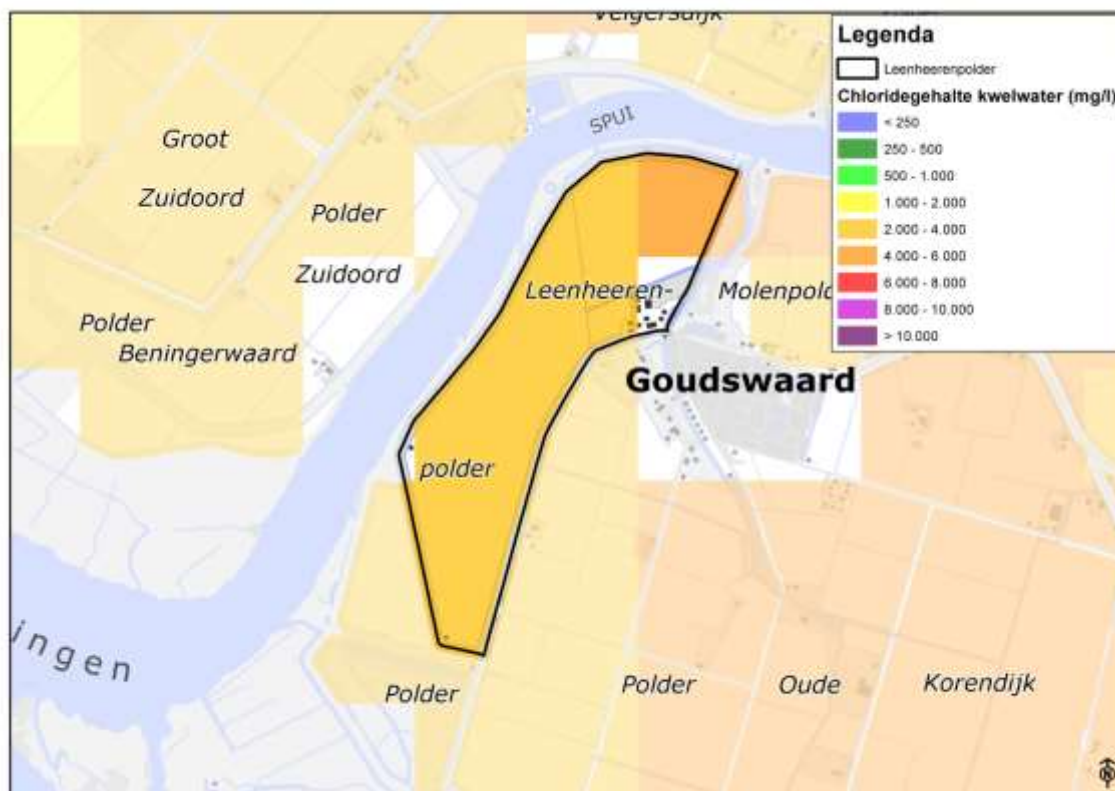 Velgersdijk
Legenda
Leenheerenpolder
Chloridegehalte kwelwater (mg/l)
< 250
250 - 500
500 - 1.000
1.000 - 2.000
2.000 - 4.000
4.000 - 6.000
6.000 - 8.000
8.000 - 10.000
> 10.000
SPUI
Groot
Zuidoord
Polder
Zuidoord
Leenheeren-
Molenpold
Polder
Beningerwaard
Goudswaard
polder
ingen
Polder
Polder
Oude
Korendijk
N